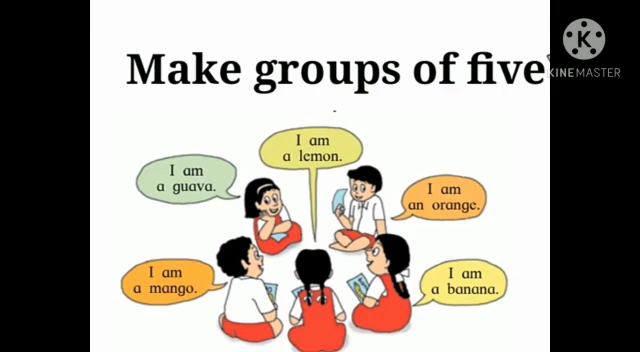 Make groups of five
K
KINEMASTER
I am
a lemon.
I am
a guava.
I am
an orange.
I am
a mango.
I am
a banana.